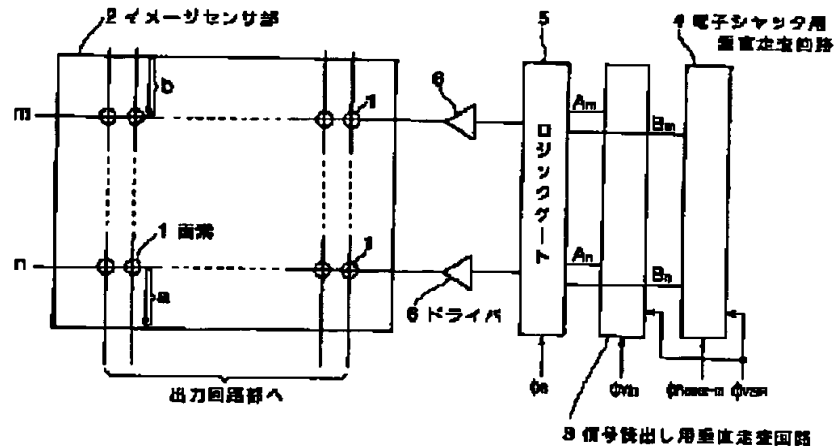 2 イメージセンサ部
5
4 電子シャッタ用
垂直走査回路
b
m
1
6
Am
Bm
ロジックゲート
1 画素
n
1
An
Bn
a
6 ドライバ
出力回路部へ
φVIn
φVSR
3 信号読出し用垂直走査回路